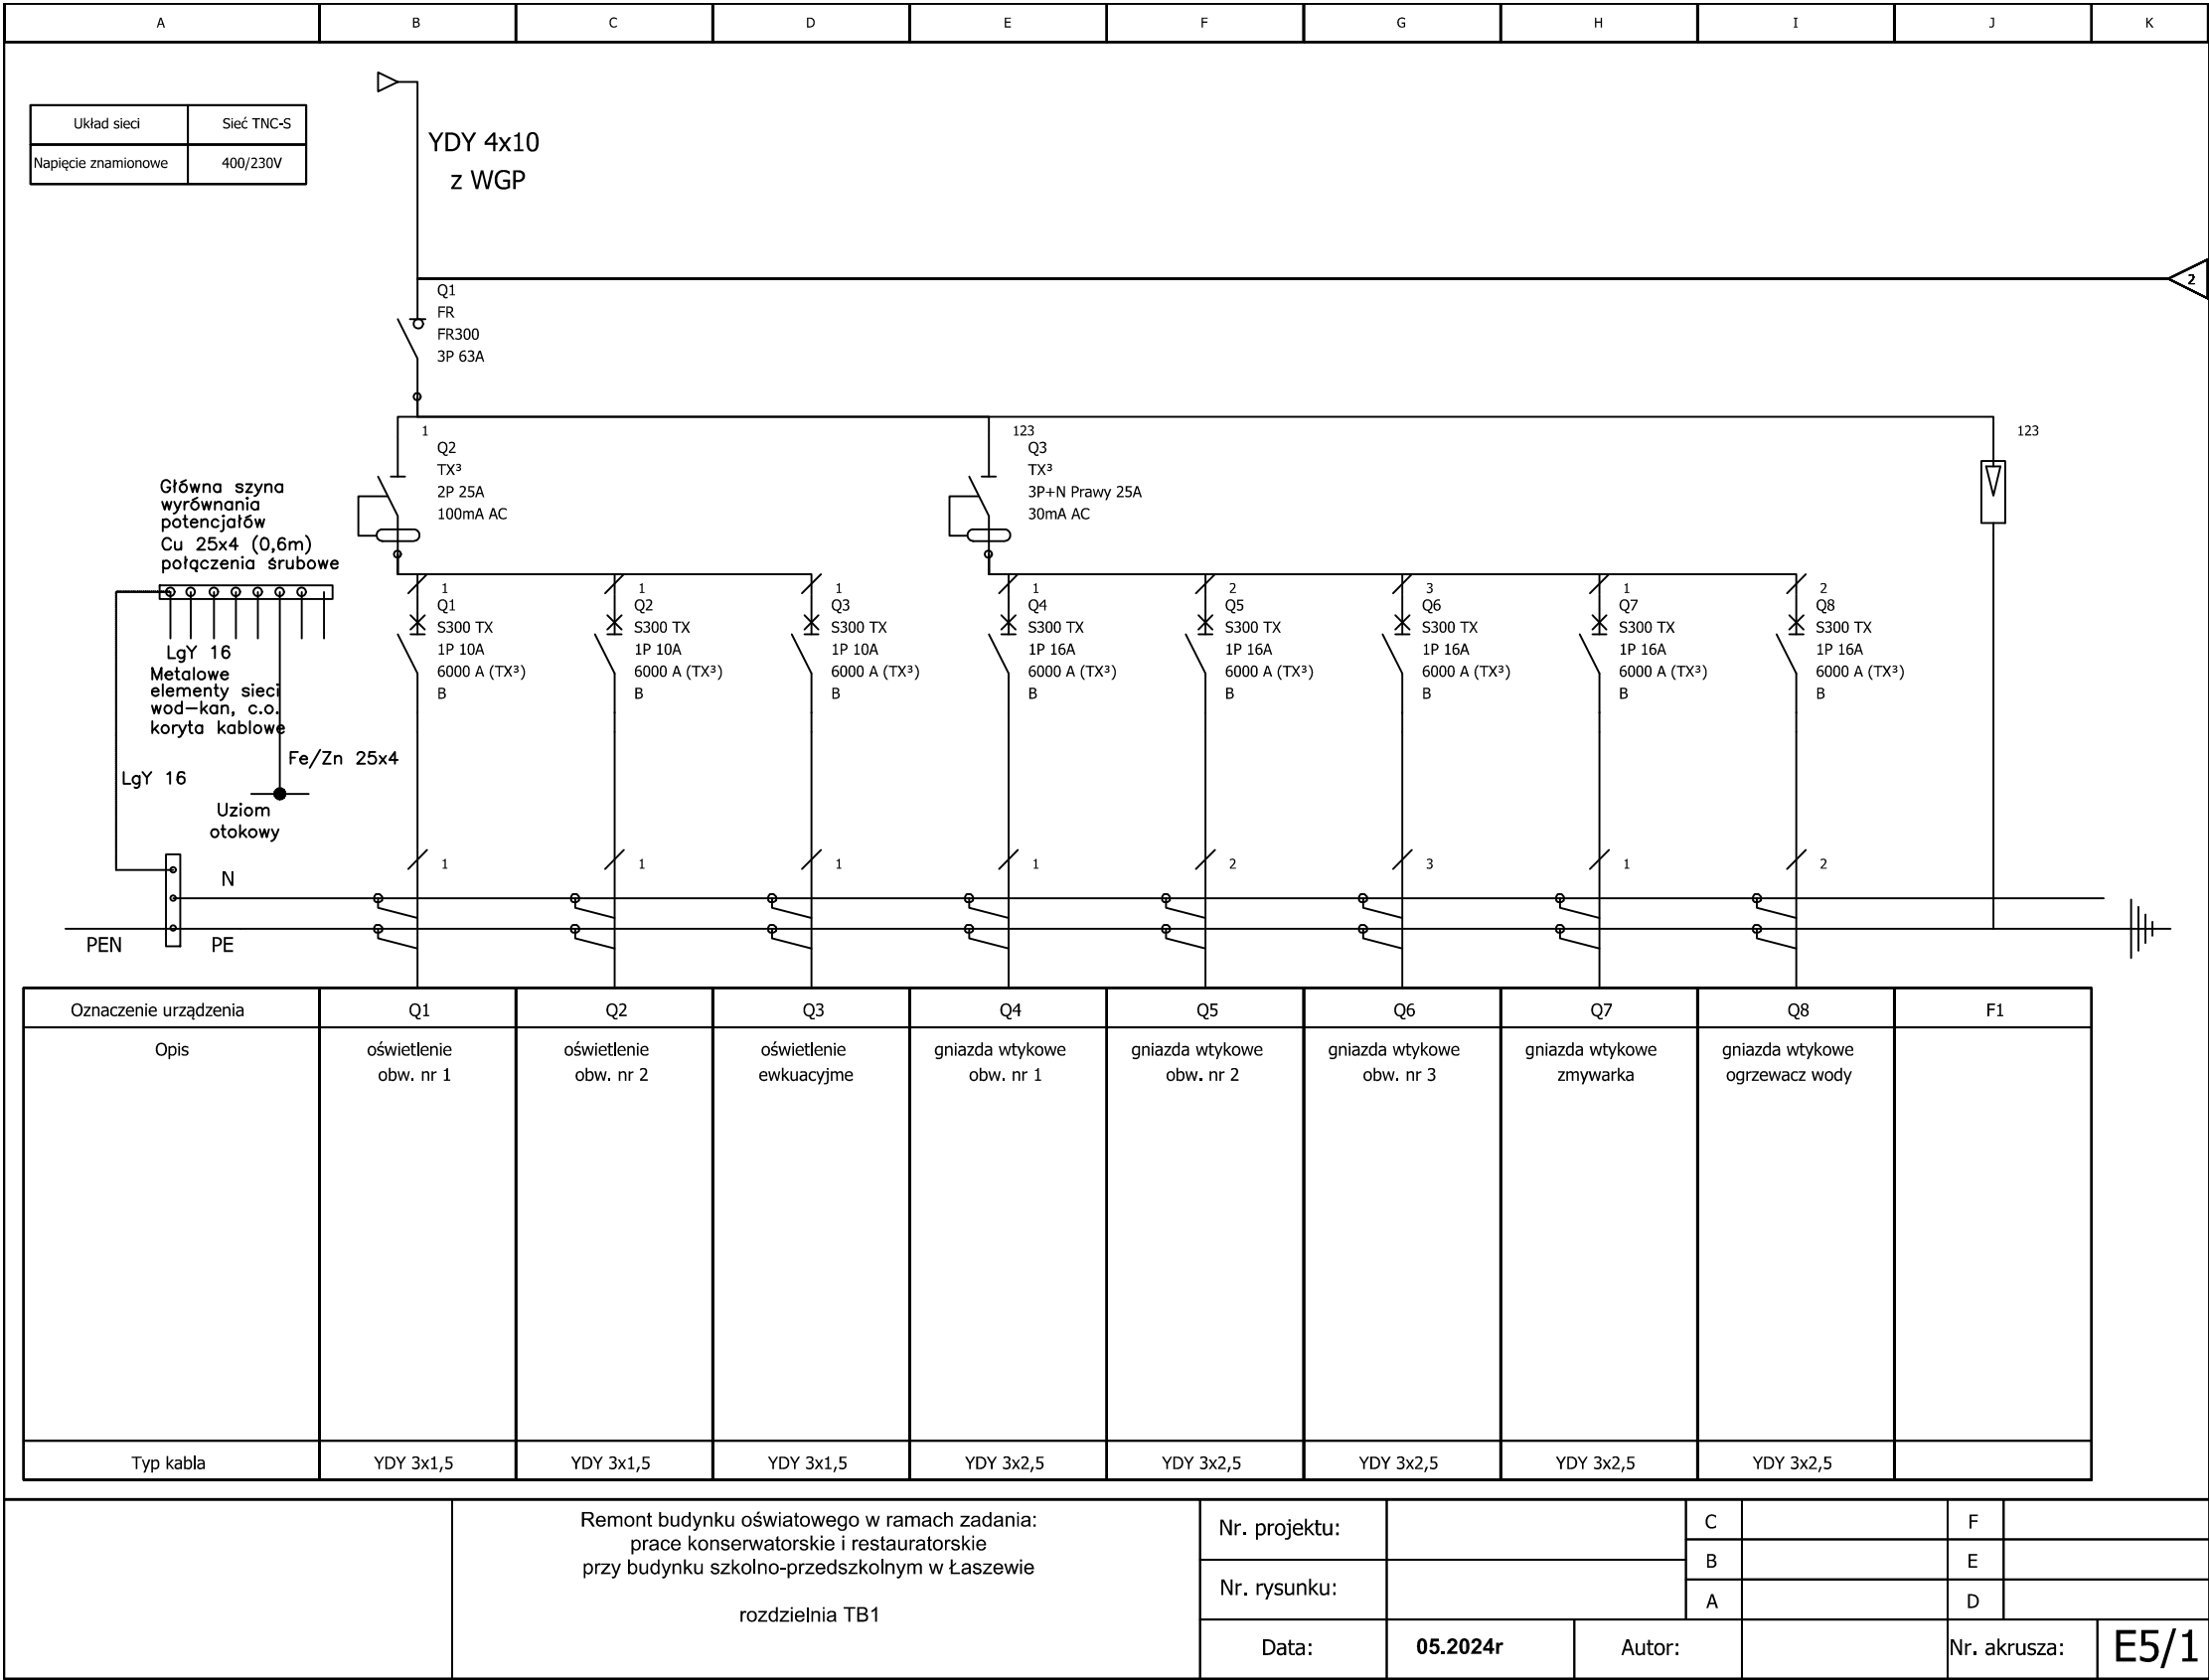 A B C D E F G H I J K
Układ sieci Sieć TNC-S
Napięcie znamionowe 400/230V
YDY 4x10
z WGP
2
Q1
FR
FR300
3P 63A
1
Q2
TX³
2P 25A
100mA AC
123
Q3
TX³
3P+N Prawy 25A
30mA AC
123
Główna szyna
wyrównania
potencjałów
Cu 25x4 (0,6m)
połączenia śrubowe
LgY 16
Metalowe
elementy sieci
wod-kan, c.o.
koryta kablowe
Fe/Zn 25x4
LgY 16
Uziom
otokowy
1
Q1
S300 TX
1P 10A
6000 A (TX³)
B
1
Q2
S300 TX
1P 10A
6000 A (TX³)
B
1
Q3
S300 TX
1P 10A
6000 A (TX³)
B
1
Q4
S300 TX
1P 16A
6000 A (TX³)
B
2
Q5
S300 TX
1P 16A
6000 A (TX³)
B
3
Q6
S300 TX
1P 16A
6000 A (TX³)
B
1
Q7
S300 TX
1P 16A
6000 A (TX³)
B
2
Q8
S300 TX
1P 16A
6000 A (TX³)
B
1 1 1 1 2 3 1 2
N
PEN PE
Oznaczenie urządzenia Q1 Q2 Q3 Q4 Q5 Q6 Q7 Q8 F1
Opis oświetlenie oświetlenie oświetlenie gniazda wtykowe gniazda wtykowe gniazda wtykowe gniazda wtykowe gniazda wtykowe
obw. nr 1 obw. nr 2 ewkuacyjme obw. nr 1 obw. nr 2 obw. nr 3 zmywarka ogrzewacz wody
Typ kabla YDY 3x1,5 YDY 3x1,5 YDY 3x1,5 YDY 3x2,5 YDY 3x2,5 YDY 3x2,5 YDY 3x2,5 YDY 3x2,5
Remont budynku oświatowego w ramach zadania:
prace konserwatorskie i restauratorskie
przy budynku szkolno-przedszkolnym w Łaszewie
rozdzielnia TB1
Nr. projektu:
Nr. rysunku:
C F
B E
A D
Data: 05.2024r Autor: Nr. akrusza: E5/1